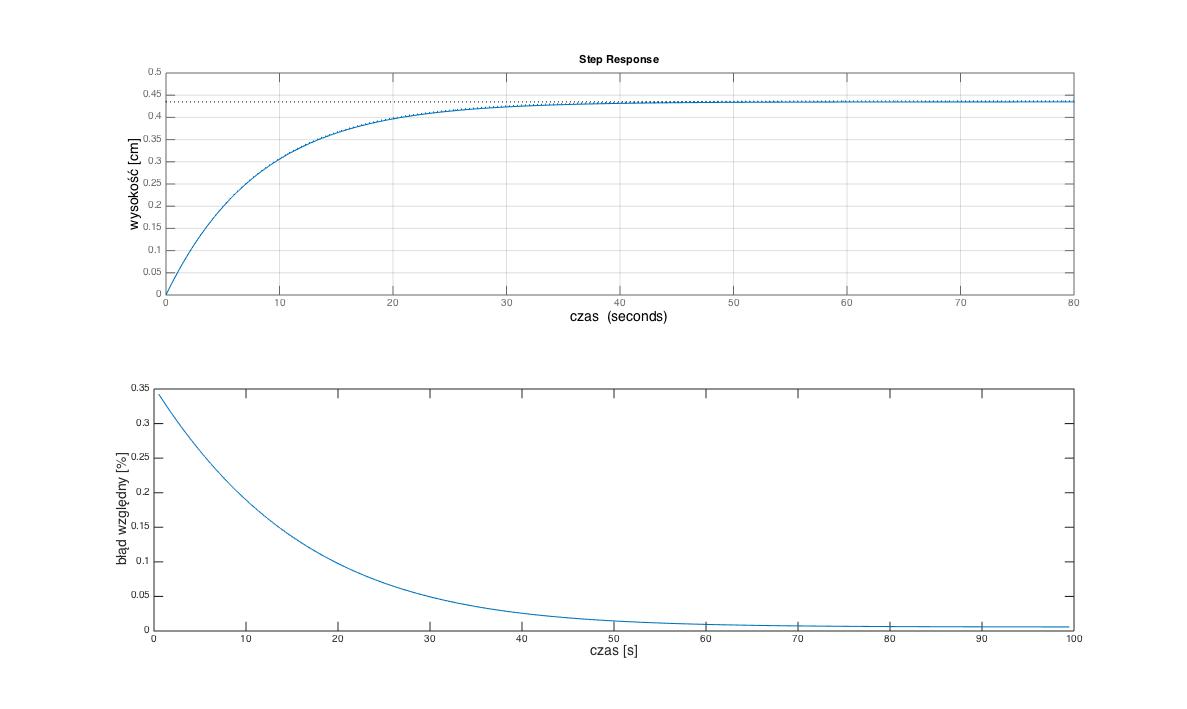 Step Response
wysokość [cm]
0.5
0.45
0.4
0.35
0.3
0.25
0.2
0.15
0.1
0.05
0
0 10 20 30 40 50 60 70 80
czas (seconds)
błąd względny [%]
0.35
0.3
0.25
0.2
0.15
0.1
0.05
0
0 10 20 30 40 50 60 70 80 90 100
czas [s]